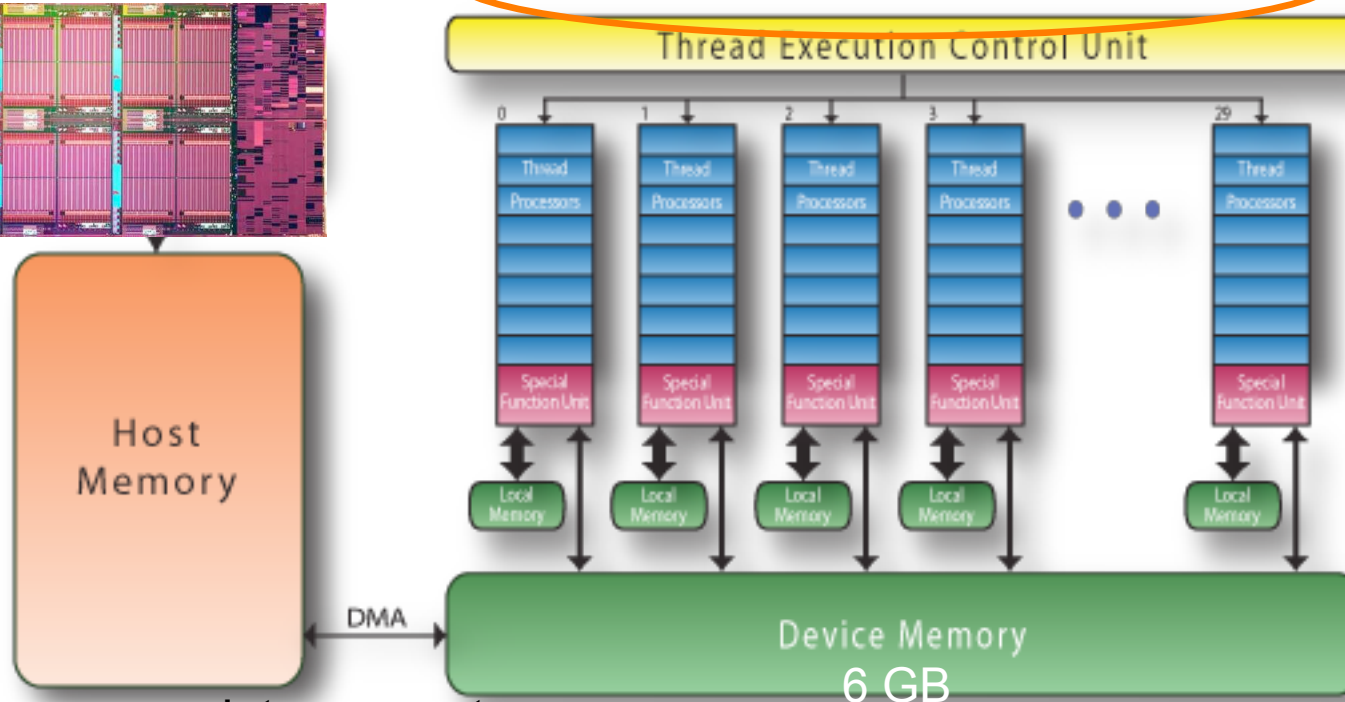 Thread Execution Control Unit
0 1 2 3 29
Thread Thread Thread Thread Thread
Processors Processors Processors Processors Processors
Special Special Special Special Special
Function Unit Function Unit Function Unit Function Unit Function Unit
Local Local Local Local Local
Memory Memory Memory Memory Memory
Host
Memory
DMA
Device Memory
6 GB